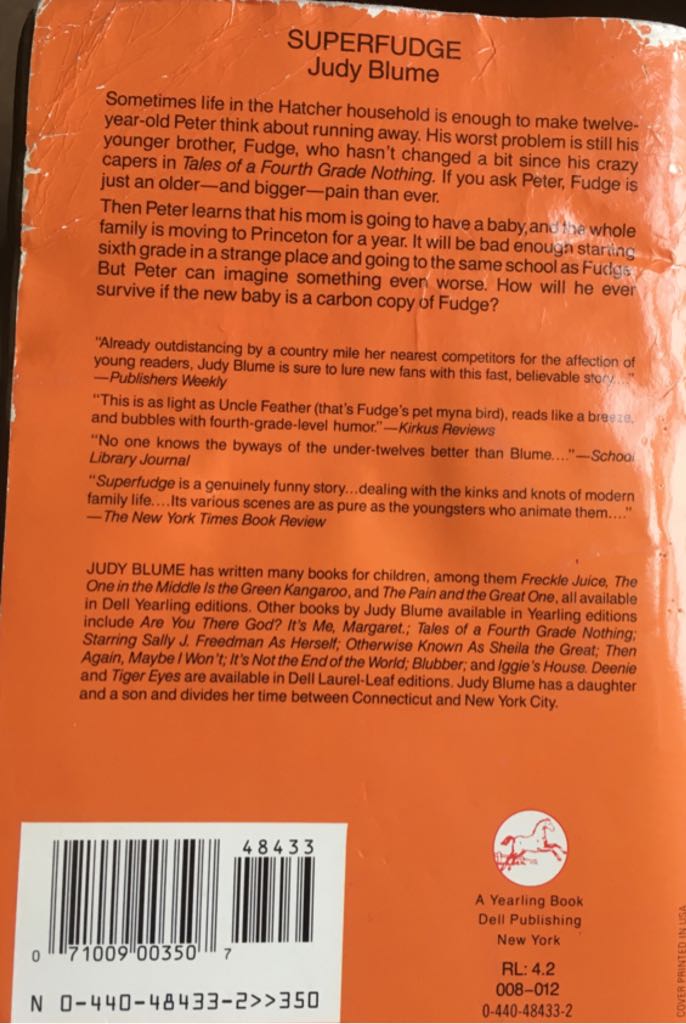 SUPERFUDGE
Judy Blume
Sometimes life in the Hatcher household is enough to make twelve-
year-old Peter think about running away. His worst problem is still his
younger brother, Fudge, who hasn't changed a bit since his crazy
capers in Tales of a Fourth Grade Nothing. If you ask Peter, Fudge is
just an older—and bigger—pain than ever.
Then Peter learns that his mom is going to have a baby, and the whole
family is moving to Princeton for a year. It will be bad enough starting
sixth grade in a strange place and going to the same school as Fudge.
But Peter can imagine something even worse. How will he ever
survive if the new baby is a carbon copy of Fudge?
"Already outdistancing by a country mile her nearest competitors for the affection of
young readers, Judy Blume is sure to lure new fans with this fast, believable story...."
—Publishers Weekly
"This is as light as Uncle Feather (that's Fudge's pet myna bird), reads like a breeze,
and bubbles with fourth-grade-level humor."—Kirkus Reviews
"No one knows the byways of the under-twelves better than Blume...."—School
Library Journal
"Superfudge is a genuinely funny story...dealing with the kinks and knots of modern
family life....Its various scenes are as pure as the youngsters who animate them...."
—The New York Times Book Review
JUDY BLUME has written many books for children, among them Freckle Juice, The
One in the Middle Is the Green Kangaroo, and The Pain and the Great One, all available
in Dell Yearling editions. Other books by Judy Blume available in Yearling editions
include Are You There God? It's Me, Margaret.; Tales of a Fourth Grade Nothing;
Starring Sally J. Freedman As Herself; Otherwise Known As Sheila the Great; Then
Again, Maybe I Won't; It's Not the End of the World; Blubber; and Iggie's House. Deenie
and Tiger Eyes are available in Dell Laurel-Leaf editions. Judy Blume has a daughter
and a son and divides her time between Connecticut and New York City.
48433
0 71009 00350 7
N 0-440-48433-2>>350
A Yearling Book
Dell Publishing
New York
RL: 4.2
008–012
0-440-48433-2
COVER PRINTED IN USA